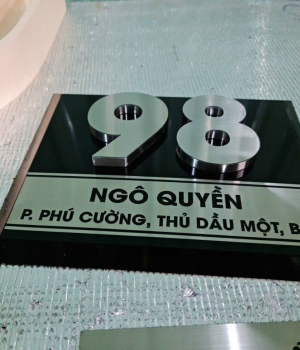 98
NGÔ QUYỀN
P. PHÚ CƯỜNG, THỦ DẦU MỘT, B